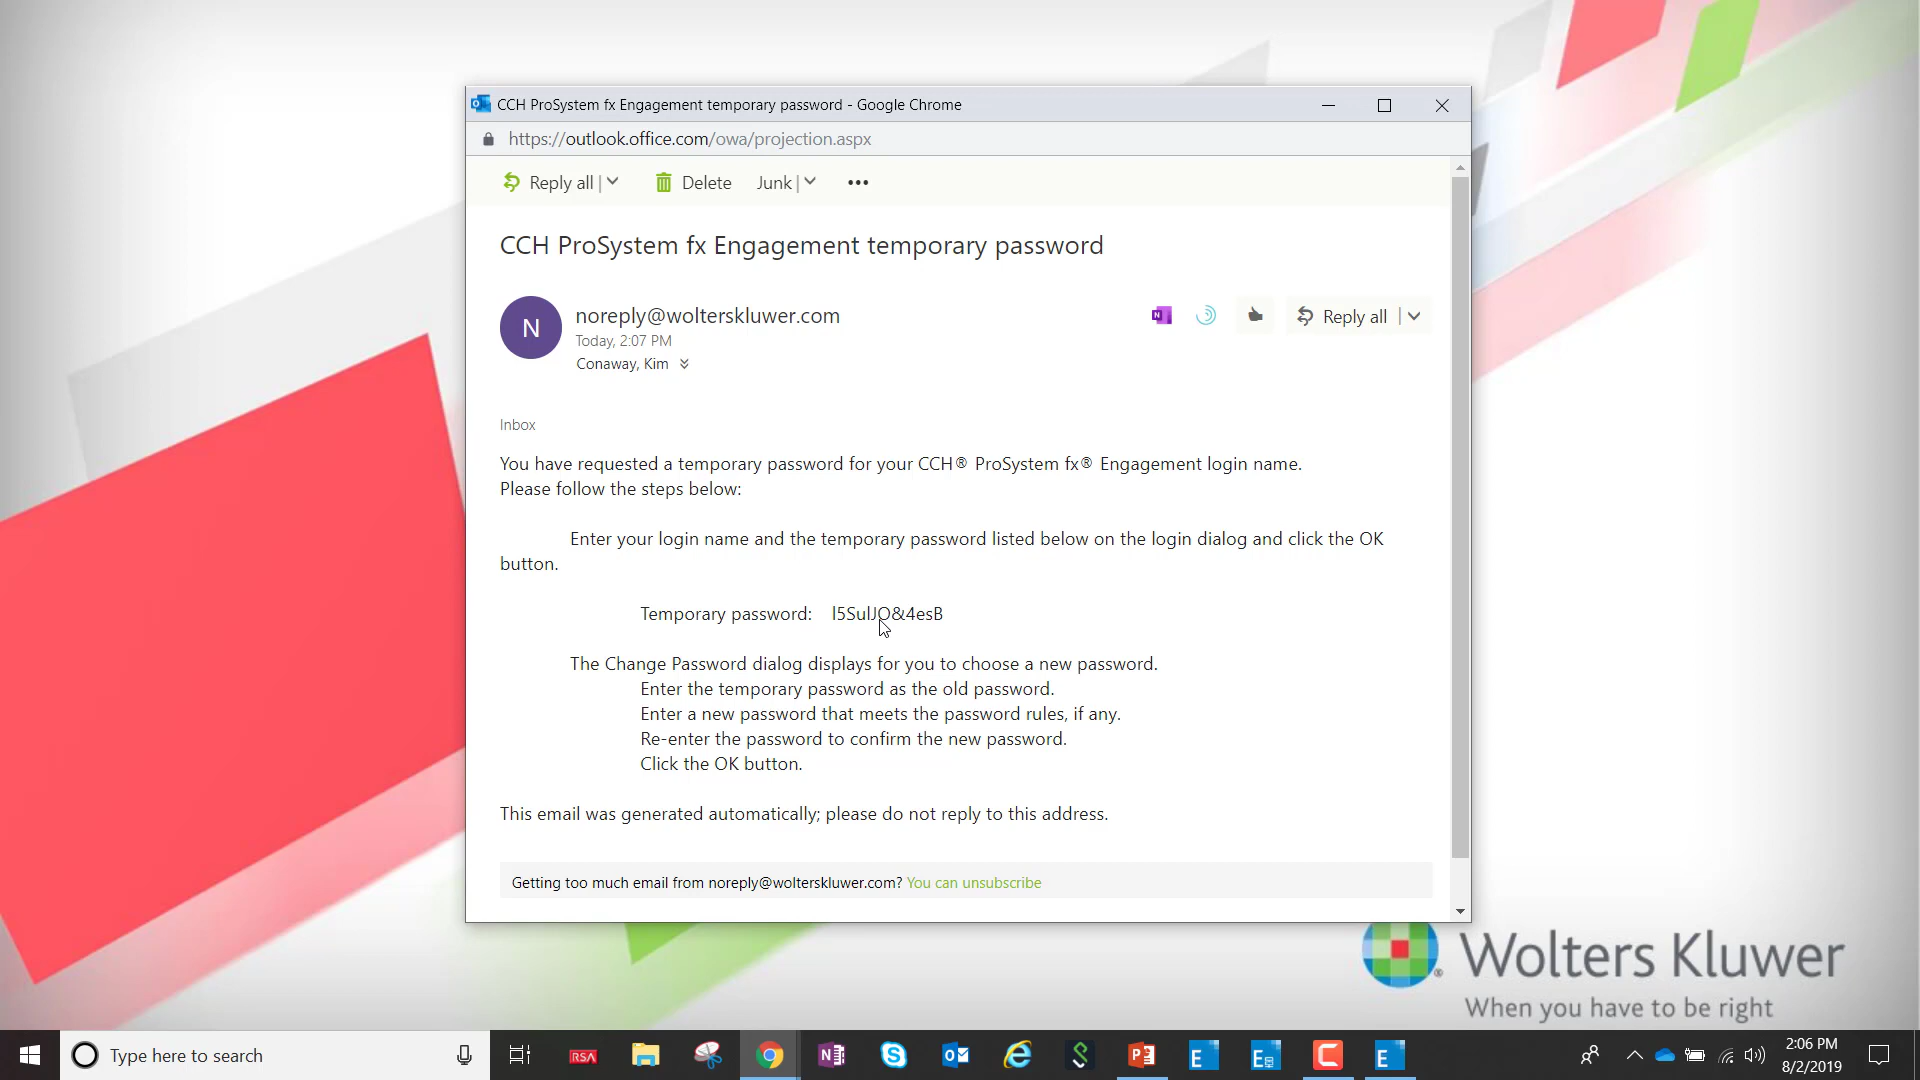 CCH ProSystem fx Engagement temporary password - Google Chrome
https://outlook.office.com/owa/projection.aspx
Reply all | Delete Junk | •••
CCH ProSystem fx Engagement temporary password
N
noreply@wolterskluwer.com
Reply all |
Today, 2:07 PM
Conaway, Kim
Inbox
You have requested a temporary password for your CCH® ProSystem fx® Engagement login name.
Please follow the steps below:
Enter your login name and the temporary password listed below on the login dialog and click the OK
button.
Temporary password: l5SulJO&4esB
The Change Password dialog displays for you to choose a new password.
Enter the temporary password as the old password.
Enter a new password that meets the password rules, if any.
Re-enter the password to confirm the new password.
Click the OK button.
This email was generated automatically; please do not reply to this address.
Getting too much email from noreply@wolterskluwer.com? You can unsubscribe
Wolters Kluwer
When you have to be right
Type here to search
RSA
2:06 PM
8/2/2019